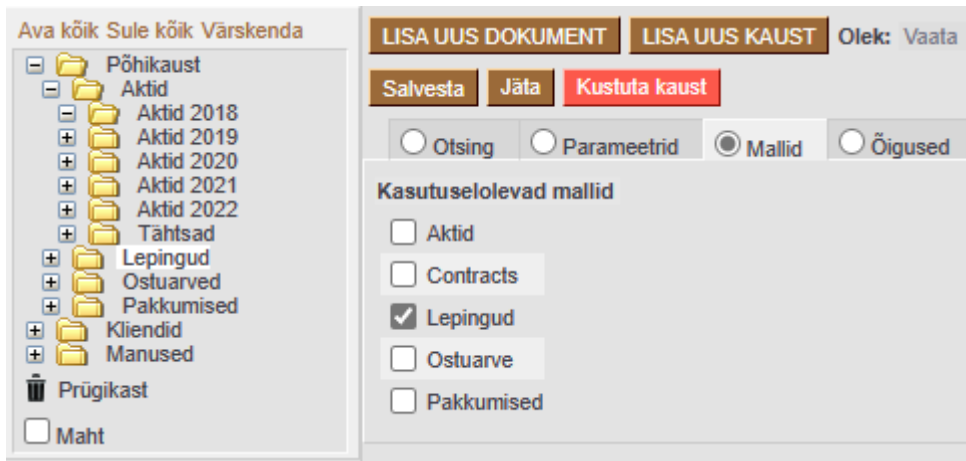 Ava kõik Sule kõik Värskenda
Põhikaust
Aktid
Aktid 2018
Aktid 2019
Aktid 2020
Aktid 2021
Aktid 2022
Tähtsad
Lepingud
Ostuarved
Pakkumised
Kliendid
Manused
Prügikast
Maht
LISA UUS DOKUMENT LISA UUS KAUST Olek: Vaata
Salvesta Jäta Kustuta kaust
Otsing Parameetrid Mallid Õigused
Kasutuselolevad mallid
Aktid
Contracts
Lepingud
Ostuarve
Pakkumised